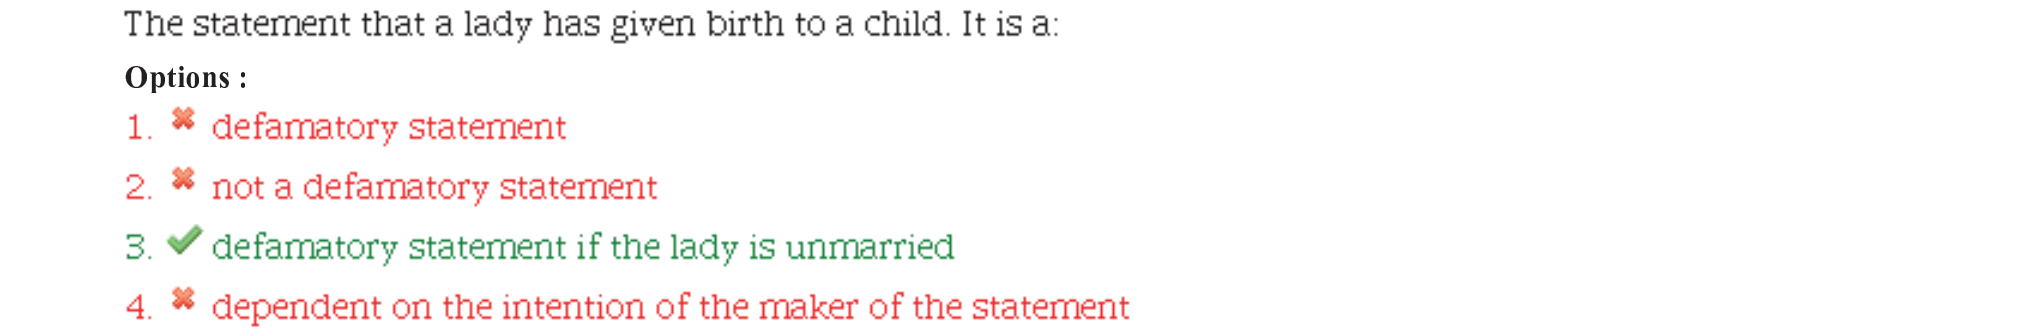 The statement that a lady has given birth to a child. It is a:
Options :
1. defamatory statement
2. not a defamatory statement
3. defamatory statement if the lady is unmarried
4. dependent on the intention of the maker of the statement